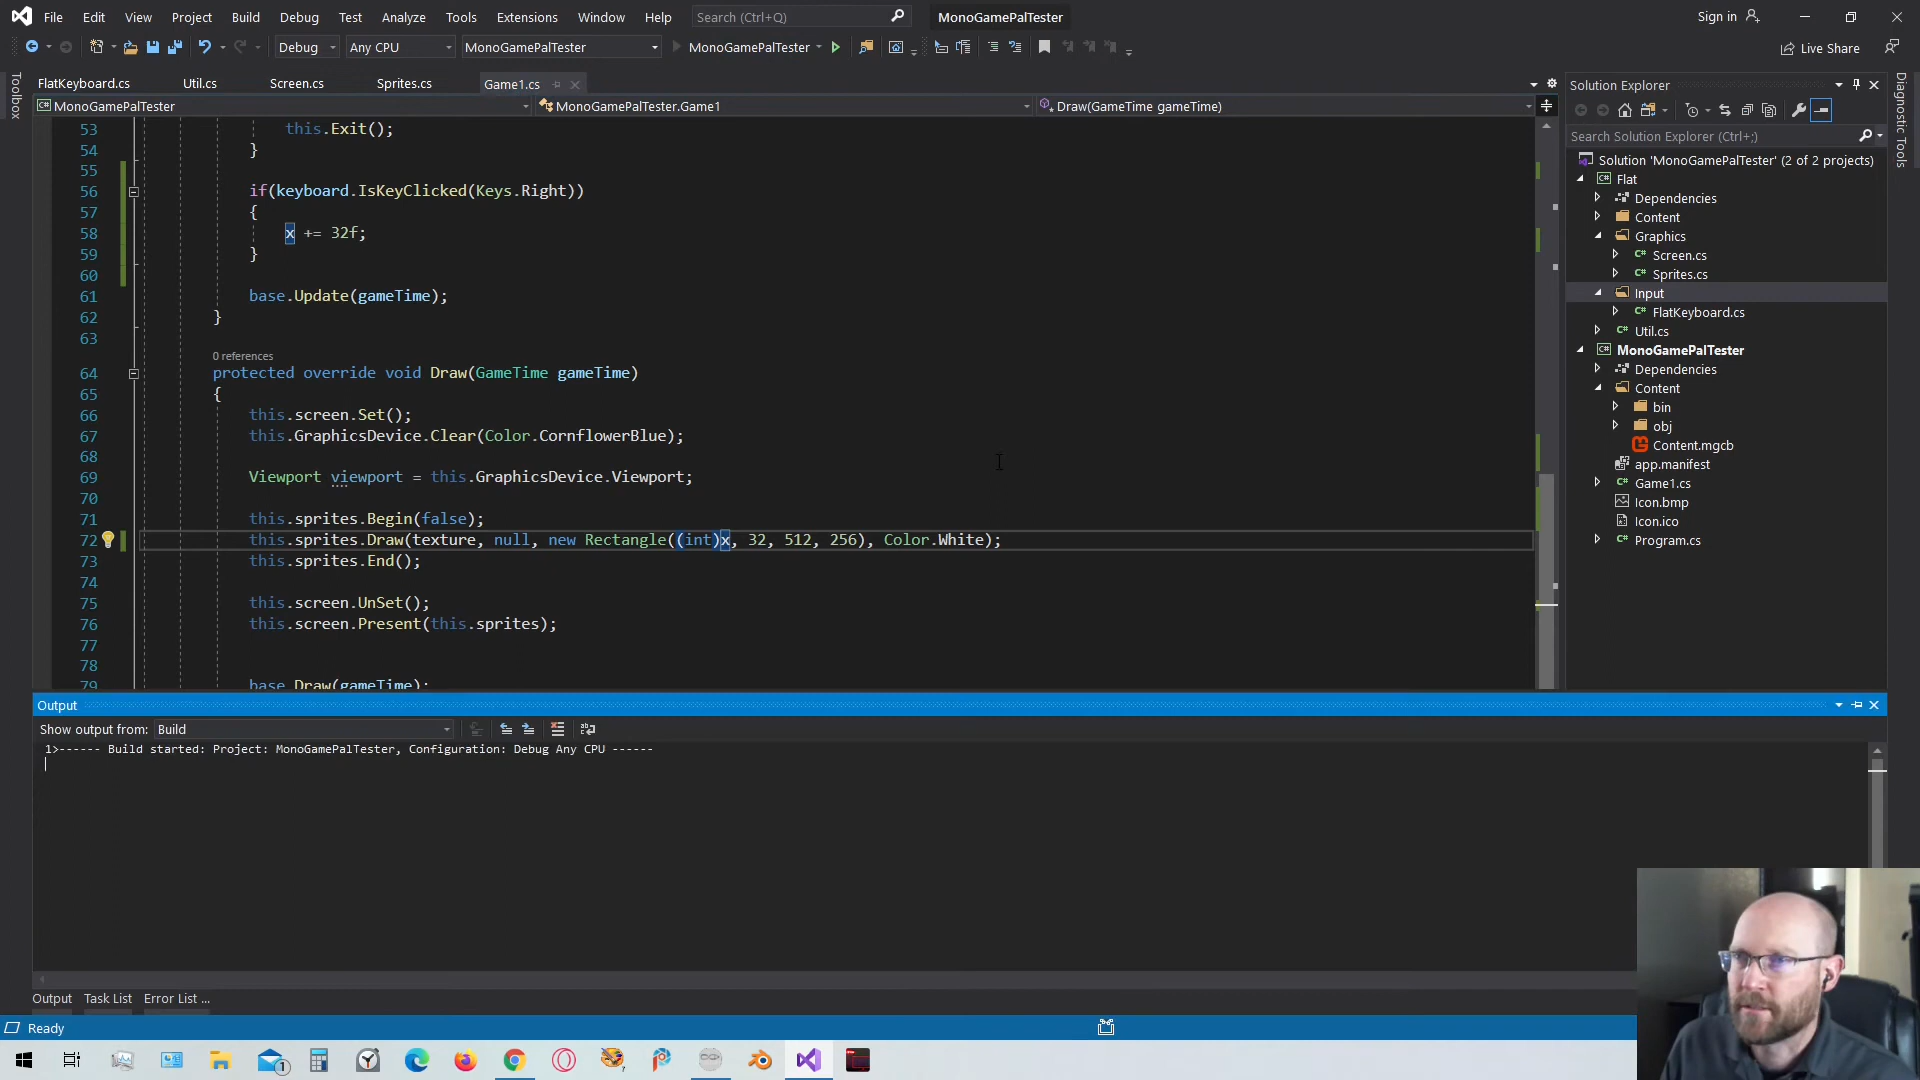 File Edit View Project Build Debug Test Analyze Tools Extensions Window Help Search (Ctrl+Q) MonoGamePalTester Sign in
Debug Any CPU MonoGamePalTester MonoGamePalTester Live Share
FlatKeyboard.cs Util.cs Screen.cs Sprites.cs Game1.cs
MonoGamePalTester MonoGamePalTester.Game1 Draw(GameTime gameTime)
Toolbox
53 this.Exit();
54 }
55
56 if(keyboard.IsKeyClicked(Keys.Right))
57 {
58 x += 32f;
59 }
60
61 base.Update(gameTime);
62 }
63
0 references
64 protected override void Draw(GameTime gameTime)
65 {
66 this.screen.Set();
67 this.GraphicsDevice.Clear(Color.CornflowerBlue);
68
69 Viewport viewport = this.GraphicsDevice.Viewport;
70
71 this.sprites.Begin(false);
72 this.sprites.Draw(texture, null, new Rectangle((int)x, 32, 512, 256), Color.White);
73 this.sprites.End();
74
75 this.screen.UnSet();
76 this.screen.Present(this.sprites);
77
78
79 base.Draw(gameTime);
Solution Explorer
Search Solution Explorer (Ctrl+;)
Solution 'MonoGamePalTester' (2 of 2 projects)
Flat
Dependencies
Content
Graphics
Screen.cs
Sprites.cs
Input
FlatKeyboard.cs
Util.cs
MonoGamePalTester
Dependencies
Content
bin
obj
Content.mgcb
app.manifest
Game1.cs
Icon.bmp
Icon.ico
Program.cs
Diagnostic Tools
Output
Show output from: Build
1>------ Build started: Project: MonoGamePalTester, Configuration: Debug Any CPU ------
Output Task List Error List ...
Ready
1